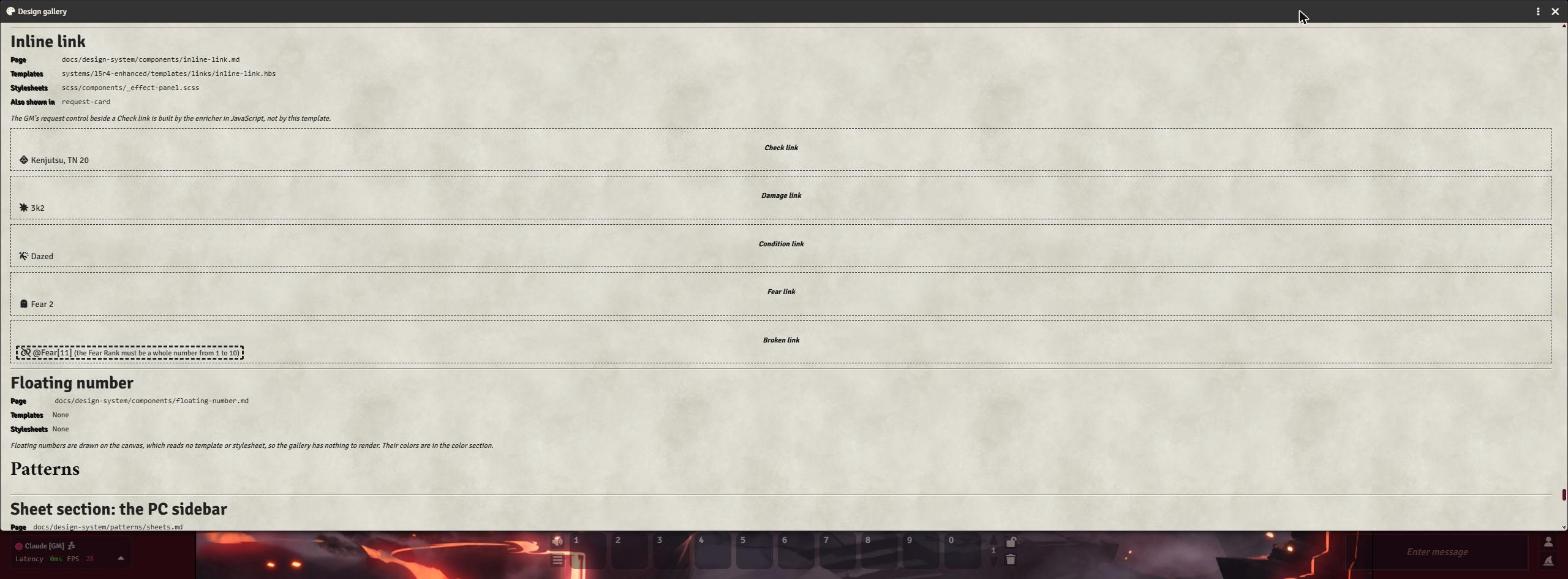 Design gallery
Inline link
Page docs/design-system/components/inline-link.md
Templates systems/l5r4-enhanced/templates/links/inline-link.hbs
Stylesheets scss/components/_effect-panel.scss
Also shown in request-card
The GM's request control beside a Check link is built by the enricher in JavaScript, not by this template.
Check link
Kenjutsu, TN 20
Damage link
3k2
Condition link
Dazed
Fear link
Fear 2
Broken link
@Fear[11] (the Fear Rank must be a whole number from 1 to 10)
Floating number
Page docs/design-system/components/floating-number.md
Templates None
Stylesheets None
Floating numbers are drawn on the canvas, which reads no template or stylesheet, so the gallery has nothing to render. Their colors are in the color section.
Patterns
Sheet section: the PC sidebar
Page docs/design-system/patterns/sheets.md
Claude [GM]
Latency 0ms FPS 28
1 2 3 4 5 6 7 8 9 0
1
Enter message